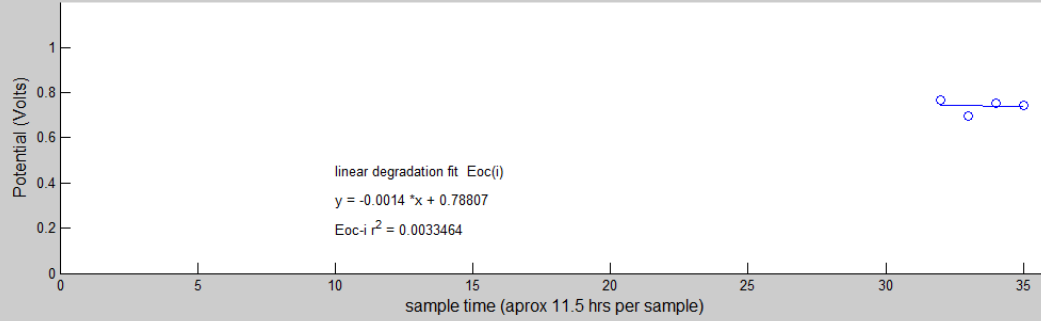 1
0.8
0.6
0.4
0.2
0
Potential (Volts)
linear degradation fit  Eoc(i)
y = -0.0014 *x + 0.78807
Eoc-i r² = 0.0033464
0 5 10 15 20 25 30 35
sample time (aprox 11.5 hrs per sample)